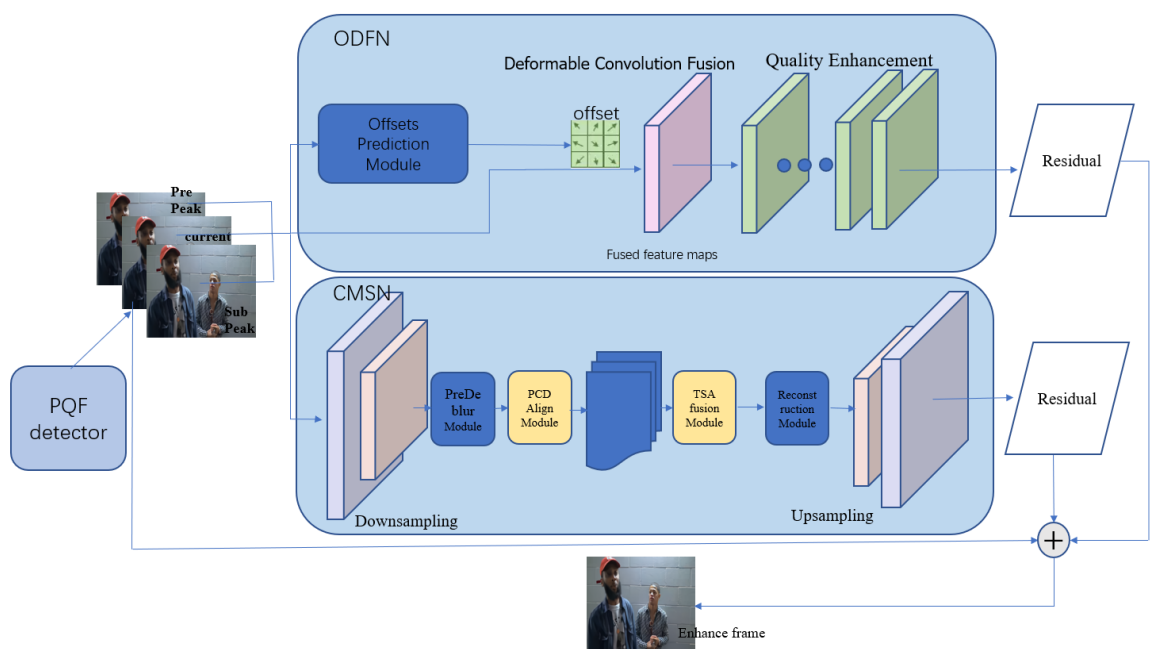 ODFN
Deformable Convolution Fusion
Quality Enhancement
Offsets
Prediction
Module
offset
Residual
Pre
Peak
current
Sub
Peak
Fused feature maps
CMSN
PQF
detector
PreDe
blur
Module
PCD
Align
Module
TSA
fusion
Module
Reconst
ruction
Module
Residual
Downsampling
Upsampling
+
Enhance frame